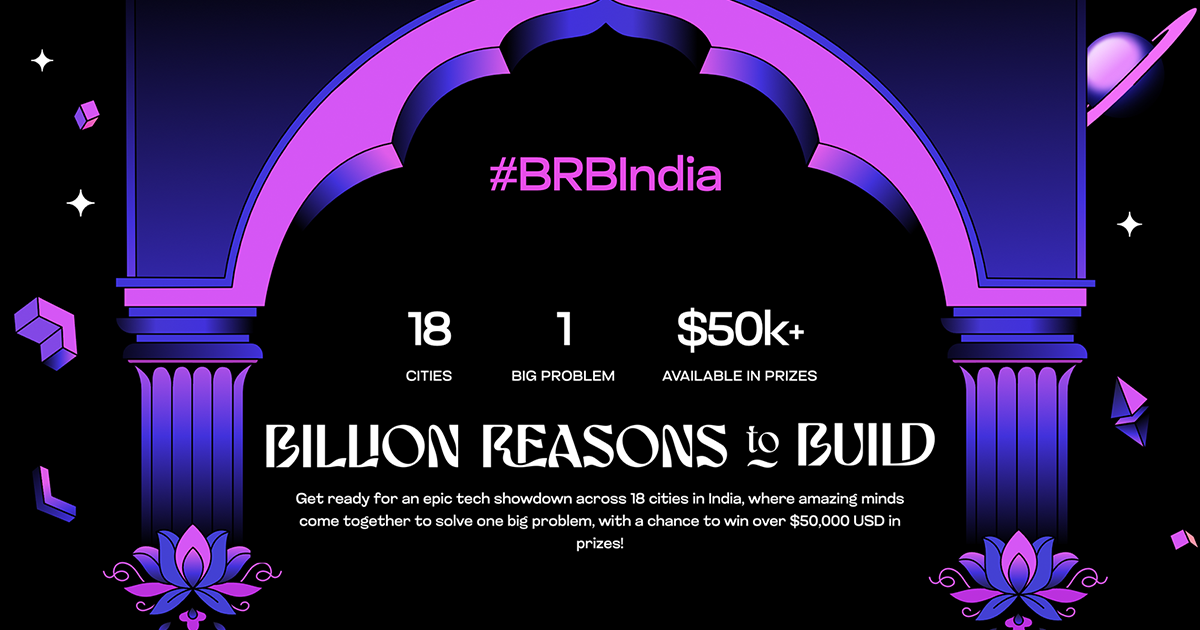 #BRBIndia
18
CITIES
1
BIG PROBLEM
$50k+
AVAILABLE IN PRIZES
BILLION REASONS to BUILD
Get ready for an epic tech showdown across 18 cities in India, where amazing minds
come together to solve one big problem, with a chance to win over $50,000 USD in
prizes!